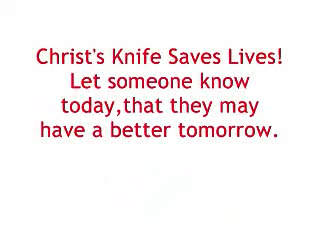 Christ's Knife Saves Lives!
Let someone know
today,that they may
have a better tomorrow.